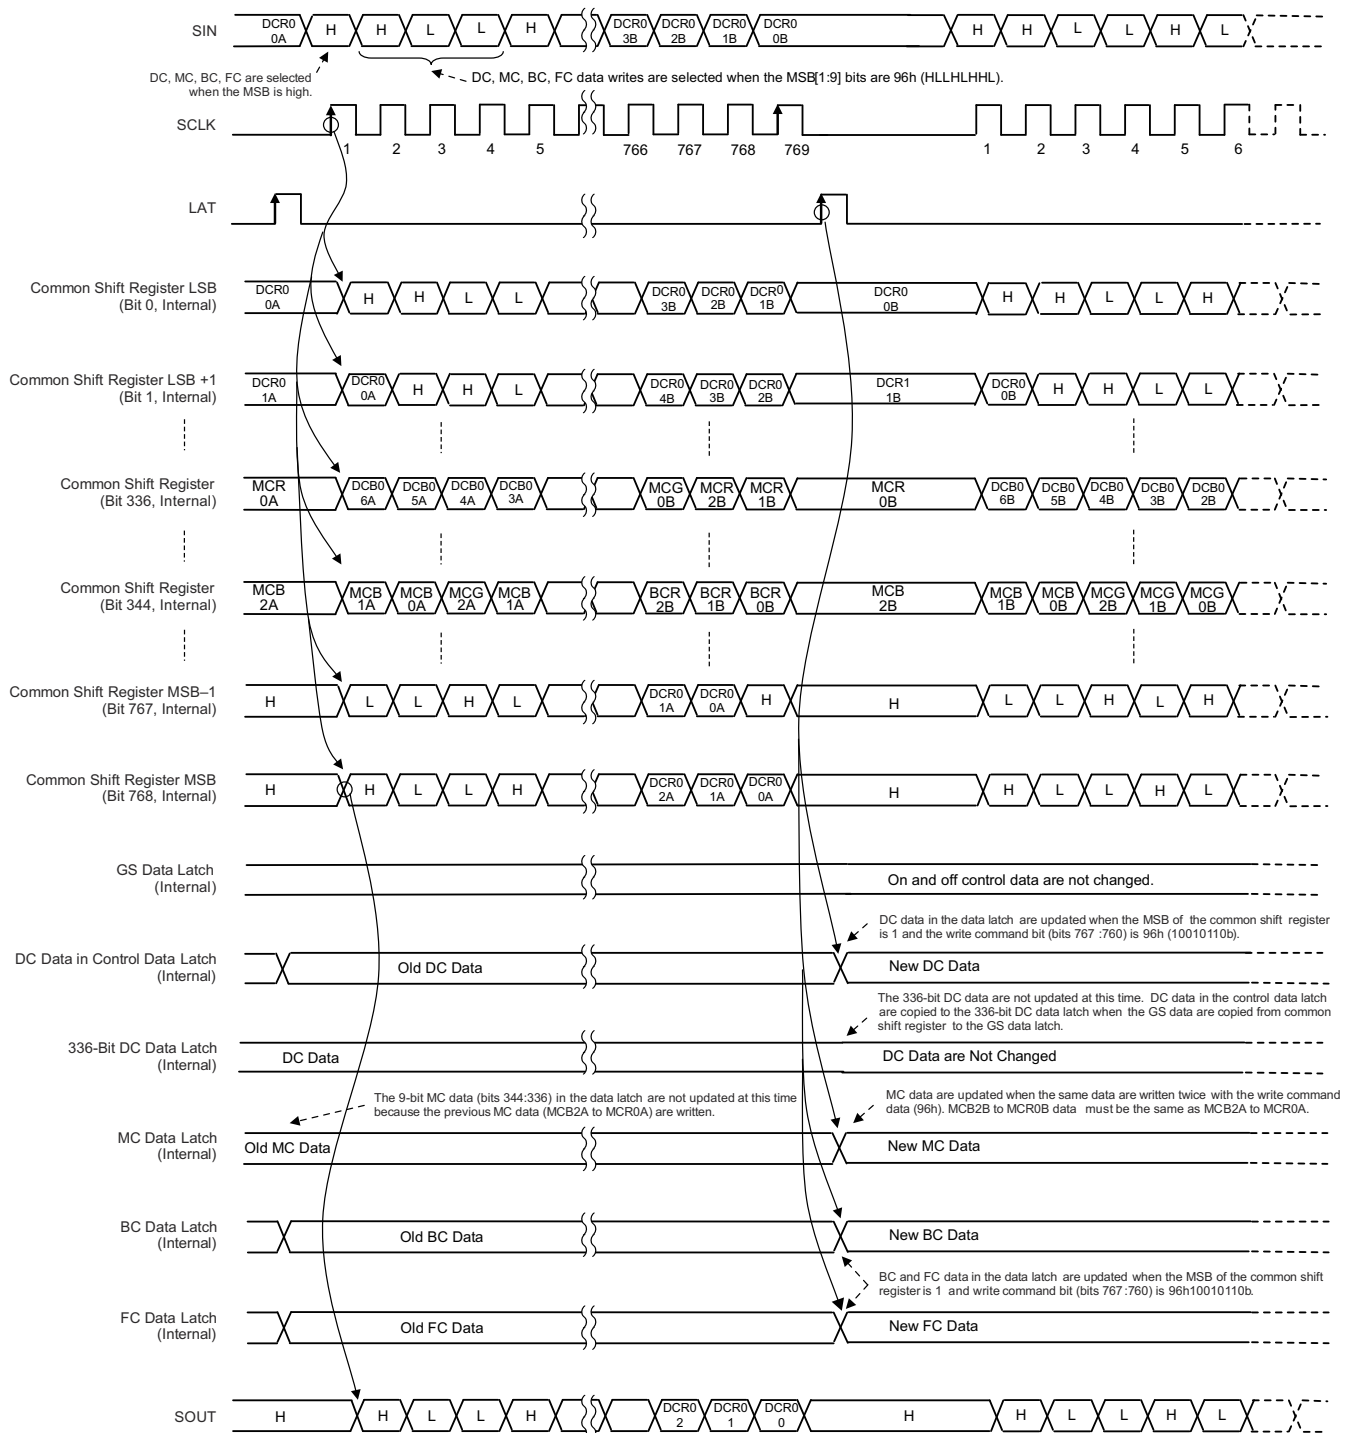 SIN DCR0 0A H H L L H DCR0 3B DCR0 2B DCR0 1B DCR0 0B H H L L H L
DC, MC, BC, FC are selected
when the MSB is high.
DC, MC, BC, FC data writes are selected when the MSB[1:9] bits are 96h (HLLHLHHL).
SCLK
1 2 3 4 5 766 767 768 769 1 2 3 4 5 6
LAT
Common Shift Register LSB
(Bit 0, Internal)
DCR0 0A H H L L DCR0 3B DCR0 2B DCR0 1B DCR0 0B H H L L H
Common Shift Register LSB +1
(Bit 1, Internal)
DCR0 1A DCR0 0A H H L DCR0 4B DCR0 3B DCR0 2B DCR1 1B DCR0 0B H H L L
Common Shift Register
(Bit 336, Internal)
MCR 0A DCB0 6A DCB0 5A DCB0 4A DCB0 3A MCG 0B MCR 2B MCR 1B MCR 0B DCB0 6B DCB0 5B DCB0 4B DCB0 3B DCB0 2B
Common Shift Register
(Bit 344, Internal)
MCB 2A MCB 1A MCB 0A MCG 2A MCB 1A BCR 2B BCR 1B BCR 0B MCB 2B MCB 1B MCB 0B MCG 2B MCG 1B MCG 0B
Common Shift Register MSB–1
(Bit 767, Internal)
H L L H L DCR0 1A DCR0 0A H H L L H L H
Common Shift Register MSB
(Bit 768, Internal)
H H L L H DCR0 2A DCR0 1A DCR0 0A H H L L H L
GS Data Latch
(Internal)
On and off control data are not changed.
DC data in the data latch are updated when the MSB of the common shift register
is 1 and the write command bit (bits 767 :760) is 96h (10010110b).
DC Data in Control Data Latch
(Internal)
Old DC Data New DC Data
The 336-bit DC data are not updated at this time. DC data in the control data latch
are copied to the 336-bit DC data latch when the GS data are copied from common
shift register to the GS data latch.
336-Bit DC Data Latch
(Internal)
DC Data DC Data are Not Changed
The 9-bit MC data (bits 344:336) in the data latch are not updated at this time
because the previous MC data (MCB2A to MCR0A) are written.
MC data are updated when the same data are written twice with the write command
data (96h). MCB2B to MCR0B data must be the same as MCB2A to MCR0A.
MC Data Latch
(Internal)
Old MC Data New MC Data
BC Data Latch
(Internal)
Old BC Data New BC Data
BC and FC data in the data latch are updated when the MSB of the common shift
register is 1 and write command bit (bits 767:760) is 96h10010110b.
FC Data Latch
(Internal)
Old FC Data New FC Data
SOUT H H L L H DCR0 2 DCR0 1 DCR0 0 H H L L H L